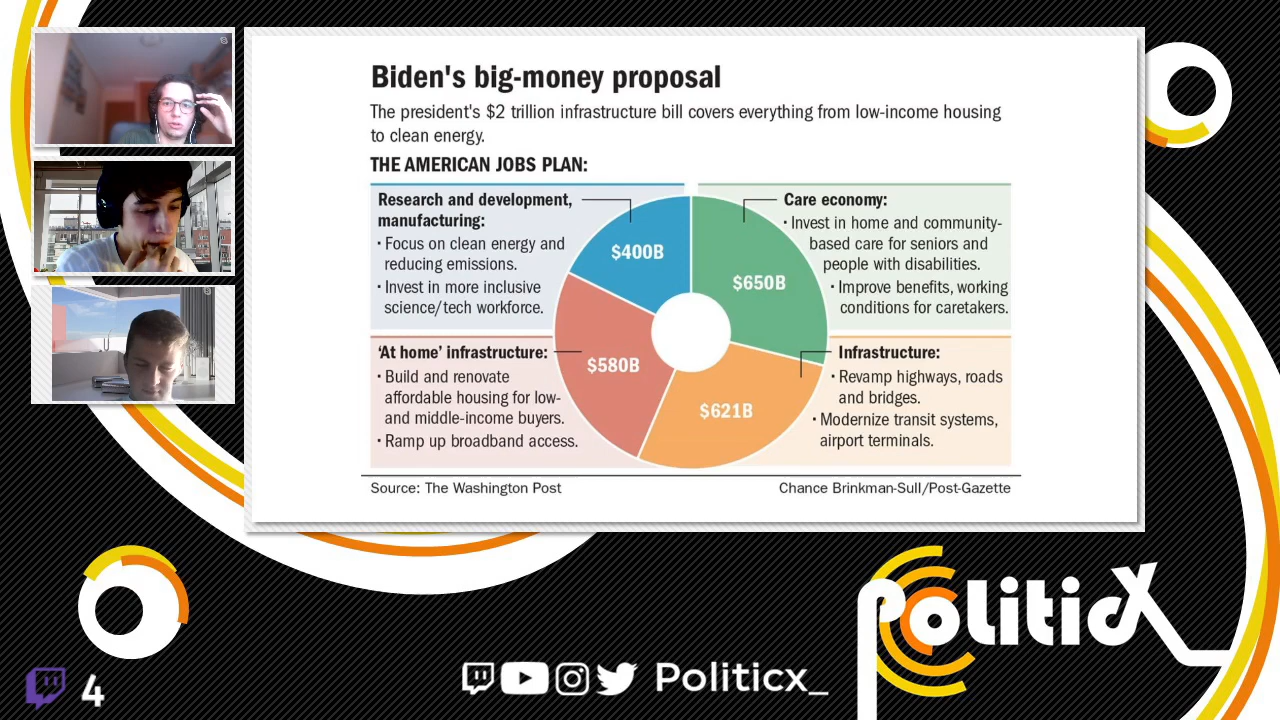 Biden's big-money proposal
The president's $2 trillion infrastructure bill covers everything from low-income housing
to clean energy.
THE AMERICAN JOBS PLAN:
Research and development,
manufacturing:
• Focus on clean energy and
reducing emissions.
• Invest in more inclusive
science/tech workforce.
$400B
Care economy:
• Invest in home and community-
based care for seniors and
people with disabilities.
• Improve benefits, working
conditions for caretakers.
$650B
‘At home’ infrastructure:
• Build and renovate
affordable housing for low-
and middle-income buyers.
• Ramp up broadband access.
$580B
Infrastructure:
• Revamp highways, roads
and bridges.
• Modernize transit systems,
airport terminals.
$621B
Source: The Washington Post
Chance Brinkman-Sull/Post-Gazette
PoliticX
4
Politicx_